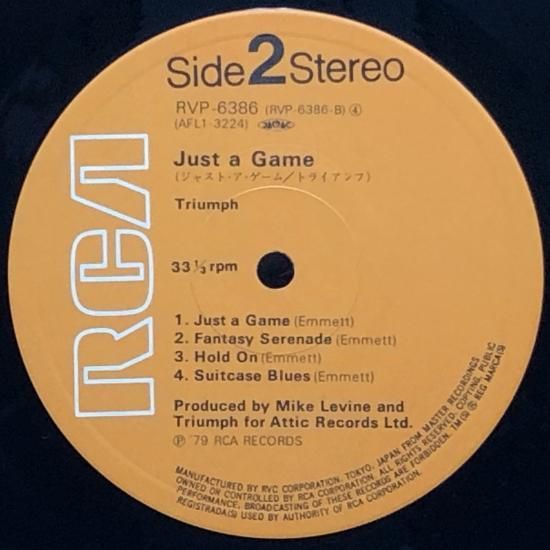 Side 2 Stereo
RVP-6386 (RVP-6386-B) ④
(AFL1-3224)
Just a Game
(ジャスト・ア・ゲーム/トライアンフ)
Triumph
33⅓ rpm
1. Just a Game (Emmett)
2. Fantasy Serenade (Emmett)
3. Hold On (Emmett)
4. Suitcase Blues (Emmett)
Produced by Mike Levine and
Triumph for Attic Records Ltd.
℗ '79 RCA RECORDS
RCA
MANUFACTURED BY RVC CORPORATION, TOKYO, JAPAN FROM MASTER RECORDINGS
OWNED OR CONTROLLED BY RCA CORPORATION. ALL RIGHTS RESERVED. COPYING, PUBLIC
PERFORMANCE, BROADCASTING OF THESE RECORDS ARE FORBIDDEN. TM(S) ® REG. MARCA(S)
REGISTRADA(S) USED BY AUTHORITY OF RCA CORPORATION.